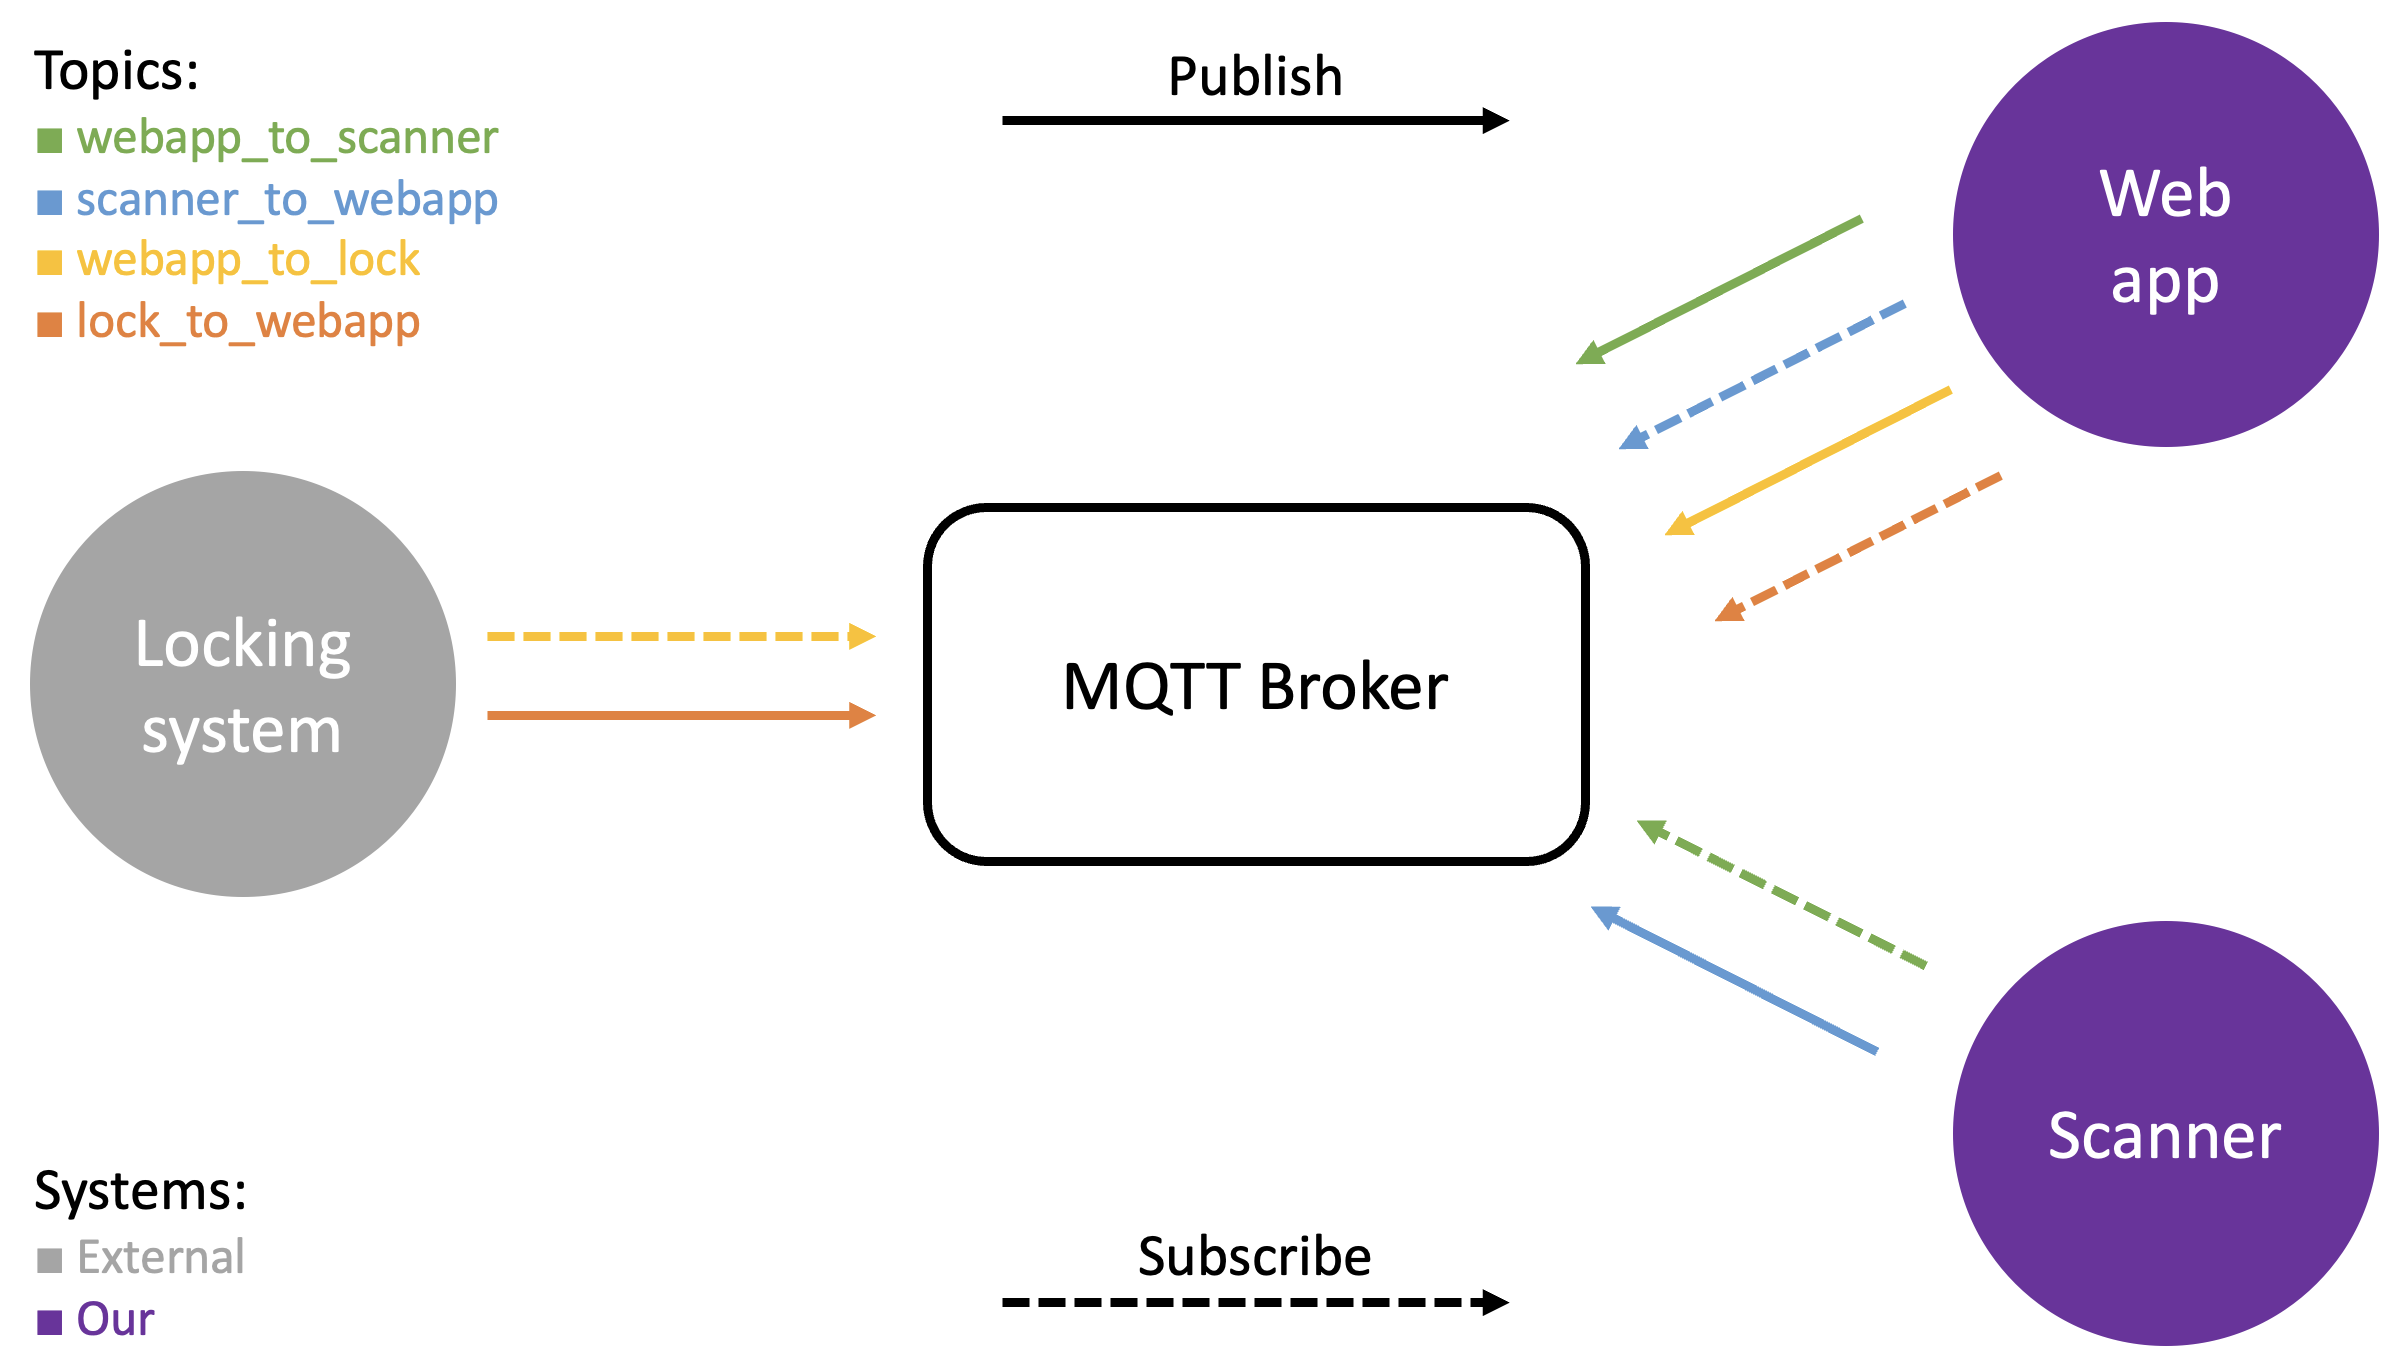 Topics:
webapp_to_scanner
scanner_to_webapp
webapp_to_lock
lock_to_webapp
Publish
Web
app
Locking
system
MQTT Broker
Scanner
Systems:
External
Our
Subscribe